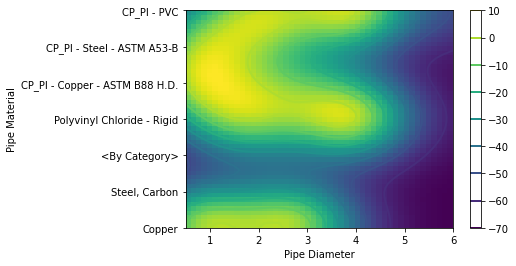 CP_PI - PVC
CP_PI - Steel - ASTM A53-B
CP_PI - Copper - ASTM B88 H.D.
Polyvinyl Chloride - Rigid
<By Category>
Steel, Carbon
Copper
Pipe Material
1 2 3 4 5 6
Pipe Diameter
10
0
−10
−20
−30
−40
−50
−60
−70